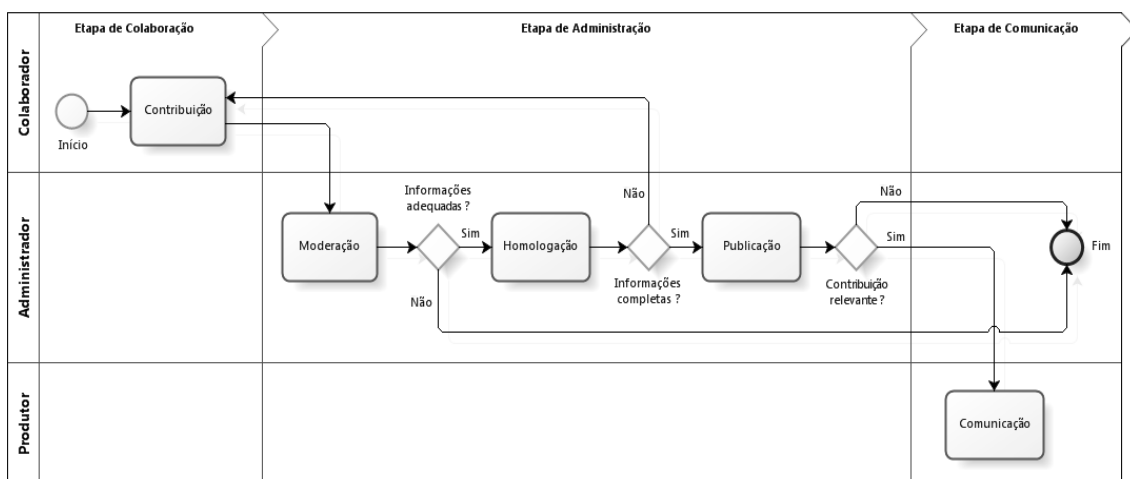 Etapa de Colaboração
Etapa de Administração
Etapa de Comunicação
Colaborador
Contribuição
Início
Administrador
Informações
adequadas ?
Não
Não
Moderação
Sim
Homologação
Sim
Publicação
Sim
Fim
Informações
completas ?
Contribuição
relevante ?
Não
Produtor
Comunicação